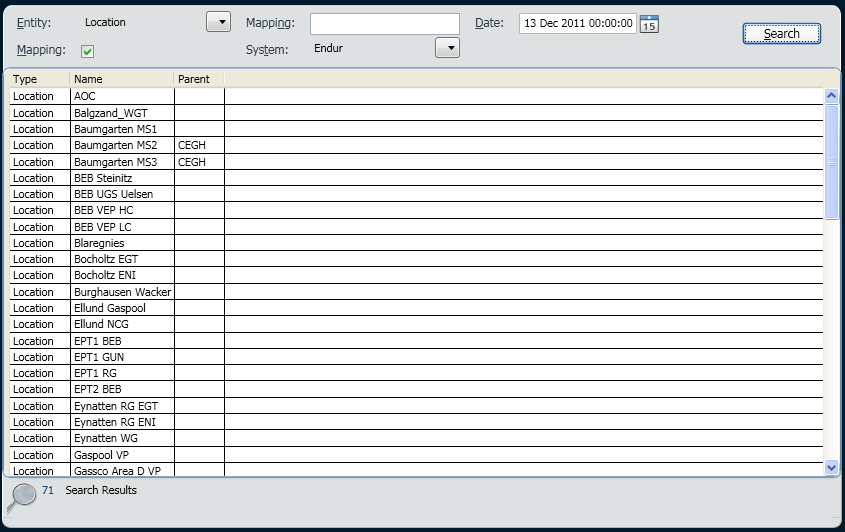 Entity: Location Mapping: Date: 13 Dec 2011 00:00:00 15 Search
Mapping: System: Endur
Type Name Parent
Location AOC
Location Balgzand_WGT
Location Baumgarten MS1
Location Baumgarten MS2 CEGH
Location Baumgarten MS3 CEGH
Location BEB Steinitz
Location BEB UGS Uelsen
Location BEB VEP HC
Location BEB VEP LC
Location Blaregnies
Location Bocholtz EGT
Location Bocholtz ENI
Location Burghausen Wacker
Location Ellund Gaspool
Location Ellund NCG
Location EPT1 BEB
Location EPT1 GUN
Location EPT1 RG
Location EPT2 BEB
Location Eynatten RG EGT
Location Eynatten RG ENI
Location Eynatten WG
Location Gaspool VP
Location Gassco Area D VP
71 Search Results